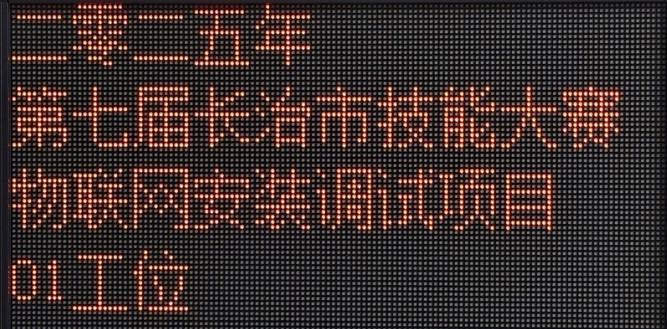 二零二五年
第七届长治市技能大赛
物联网安装调试项目
01工位